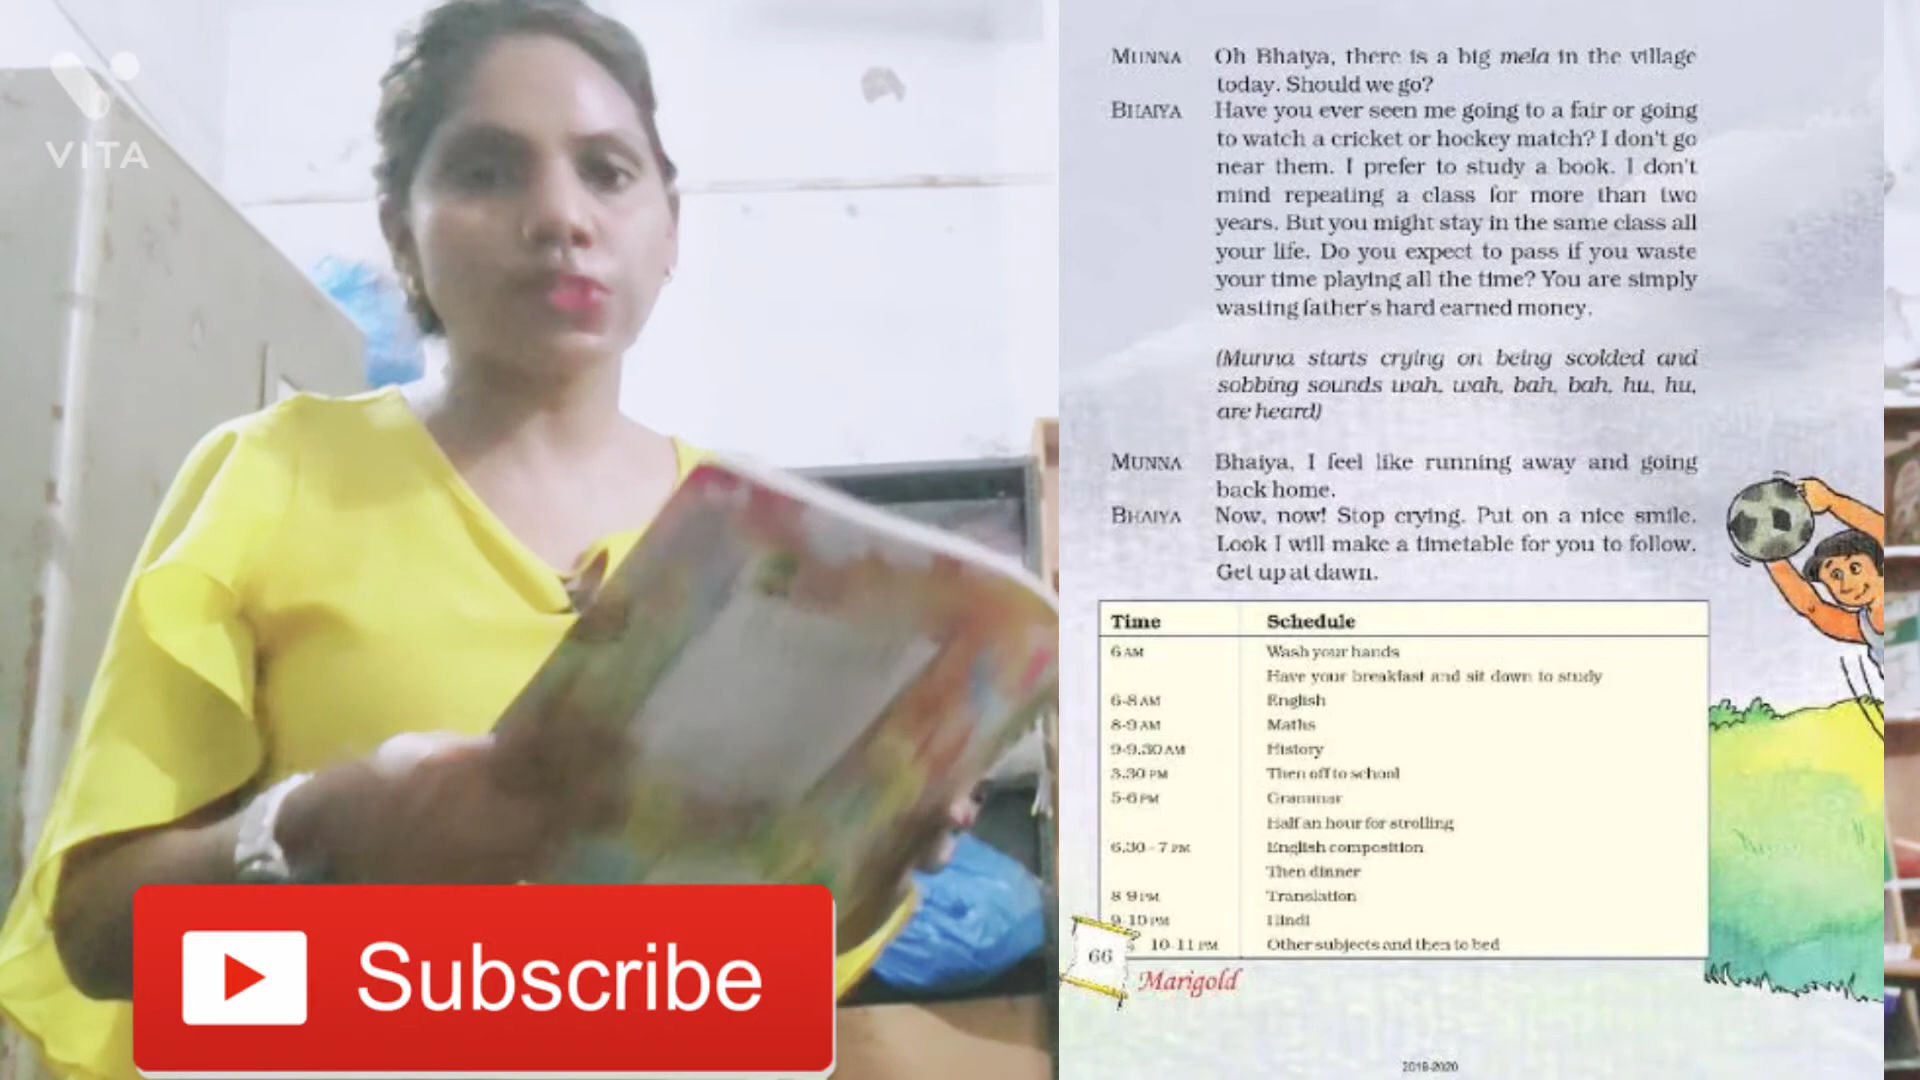 VITA
Subscribe
MUNNA Oh Bhaiya, there is a big mela in the village
today. Should we go?
BHAIYA Have you ever seen me going to a fair or going
to watch a cricket or hockey match? I don't go
near them. I prefer to study a book. I don't
mind repeating a class for more than two
years. But you might stay in the same class all
your life. Do you expect to pass if you waste
your time playing all the time? You are simply
wasting father's hard earned money.
(Munna starts crying on being scolded and
sobbing sounds wah, wah, bah, bah, hu, hu,
are heard)
MUNNA Bhaiya, I feel like running away and going
back home.
BHAIYA Now, now! Stop crying. Put on a nice smile.
Look I will make a timetable for you to follow.
Get up at dawn.
Time Schedule
6 AM Wash your hands
Have your breakfast and sit down to study
6-8 AM English
8-9 AM Maths
9-9.30 AM History
3.30 PM Then off to school
5-6 PM Grammar
Half an hour for strolling
6.30 - 7 PM English composition
Then dinner
8 9 PM Translation
9-10 PM Hindi
10-11 PM Other subjects and then to bed
66
Marigold
2019-2020